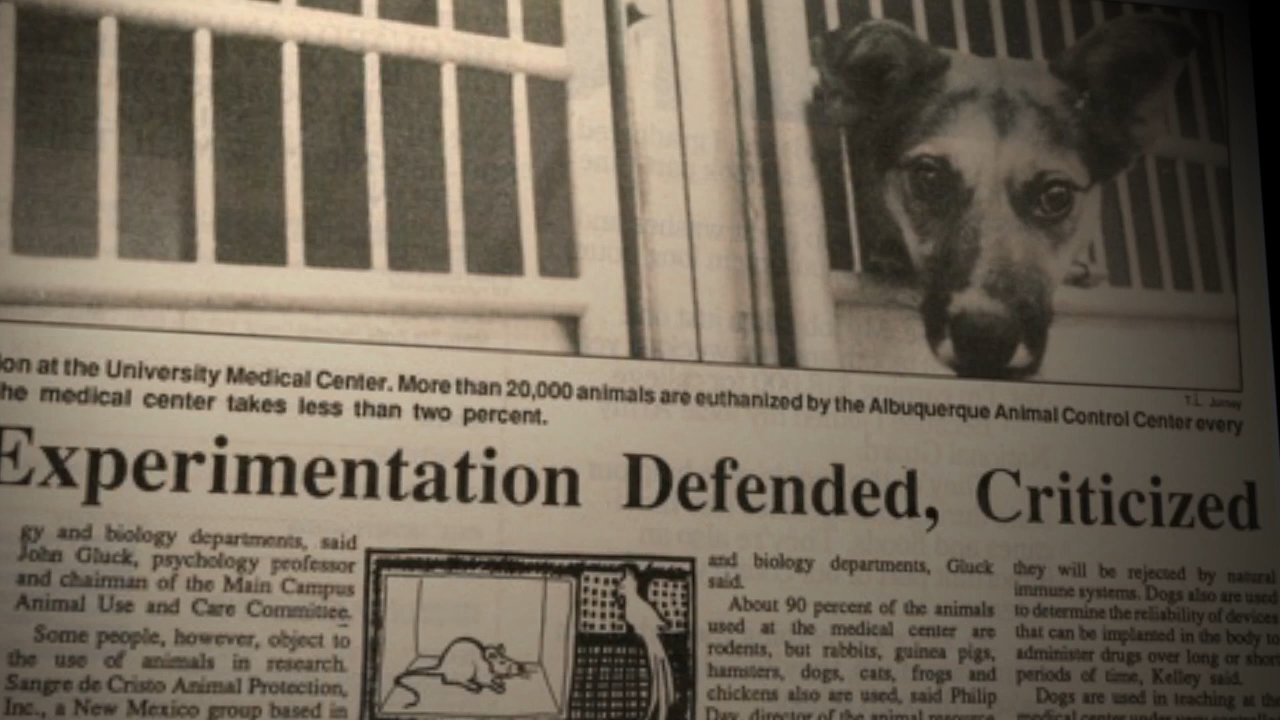 T.L. Jurnay
on at the University Medical Center. More than 20,000 animals are euthanized by the Albuquerque Animal Control Center every
he medical center takes less than two percent.
Experimentation Defended, Criticized
gy and biology departments, said
John Gluck, psychology professor
and chairman of the Main Campus
Animal Use and Care Committee.
Some people, however, object to
the use of animals in research.
Sangre de Cristo Animal Protection,
Inc., a New Mexico group based in
and biology departments, Gluck
said.
About 90 percent of the animals
used at the medical center are
rodents, but rabbits, guinea pigs,
hamsters, dogs, cats, frogs and
chickens also are used, said Philip
Day, director of the animal resource
they will be rejected by natural
immune systems. Dogs also are used
to determine the reliability of devices
that can be implanted in the body to
administer drugs over long or short
periods of time, Kelley said.
Dogs are used in teaching at the